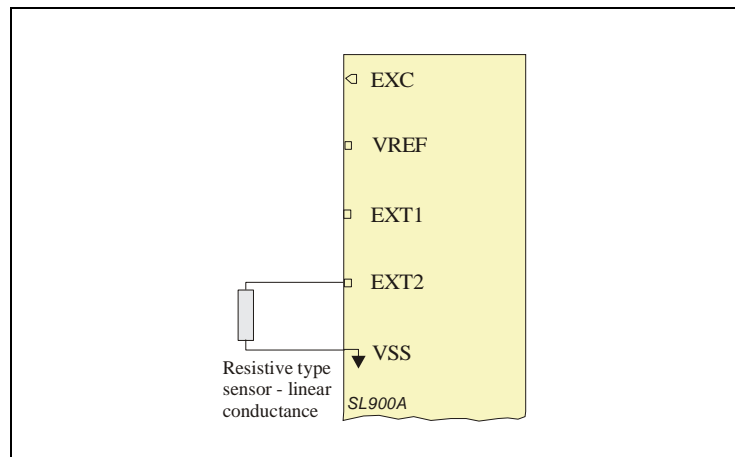 EXC
VREF
EXT1
EXT2
VSS
Resistive type
sensor - linear
conductance
SL900A